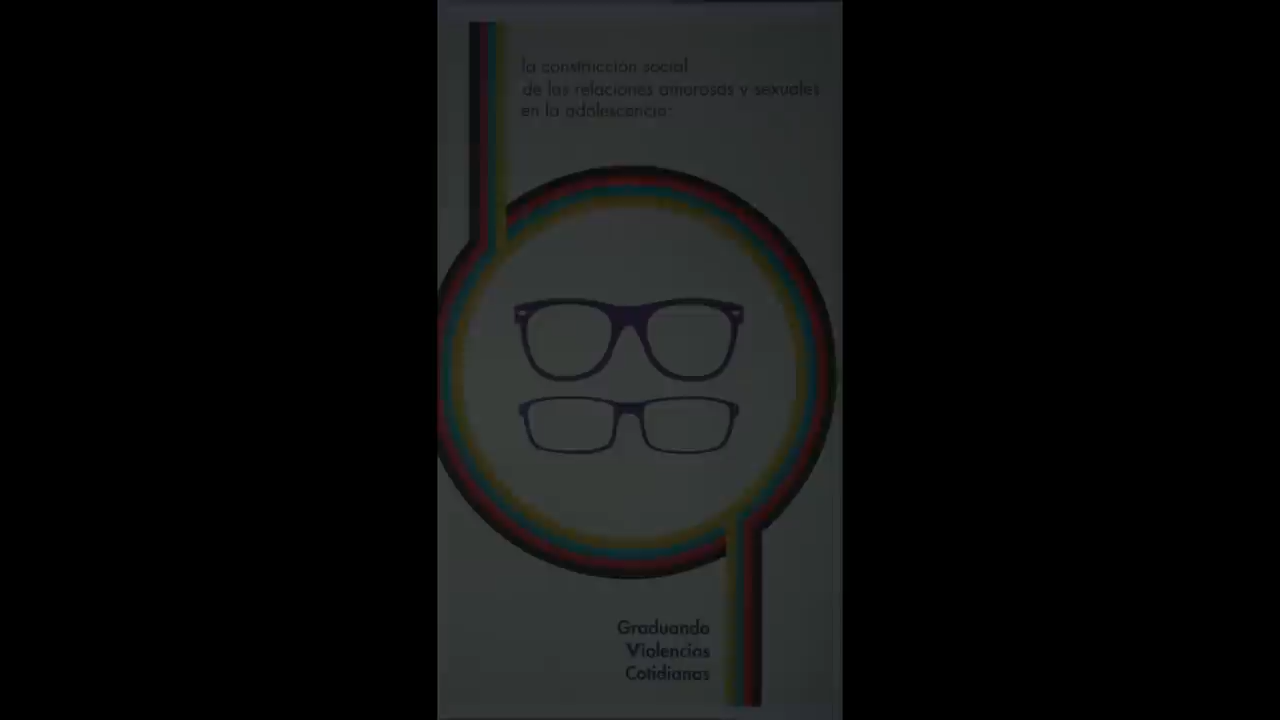 la construcción social
de las relaciones amorosas y sexuales
en la adolescencia:
Graduando
Violencias
Cotidianas